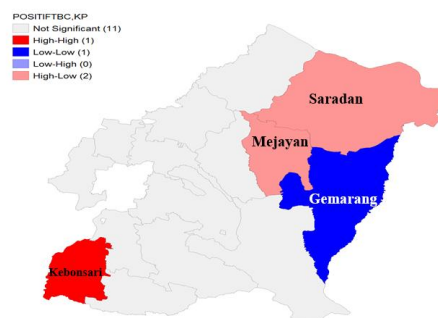 POSITIFTBC,KP
Not Significant (11)
High-High (1)
Low-Low (1)
Low-High (0)
High-Low (2)
Saradan
Mejayan
Gemarang
Kebonsari